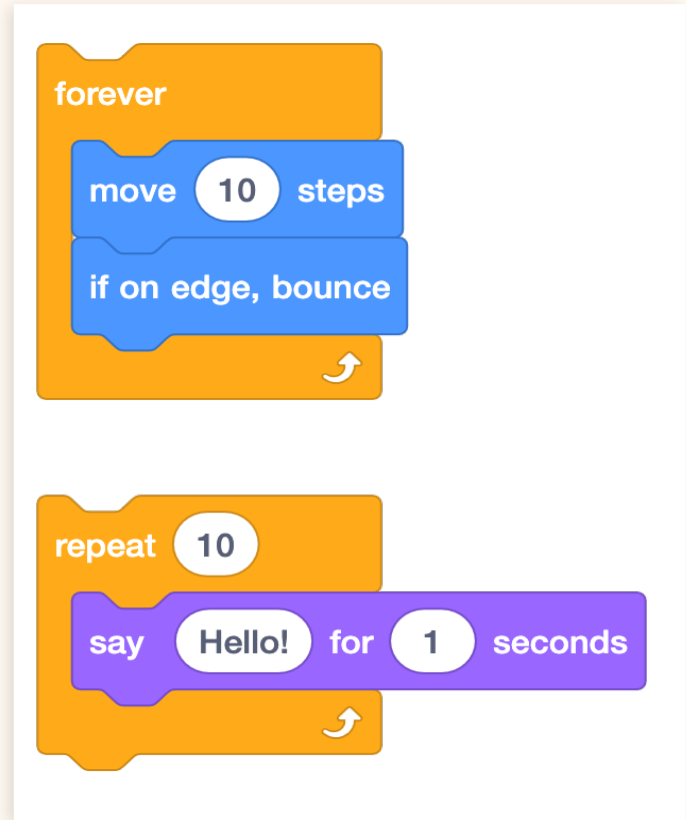 forever
move 10 steps
if on edge, bounce
repeat 10
say Hello! for 1 seconds